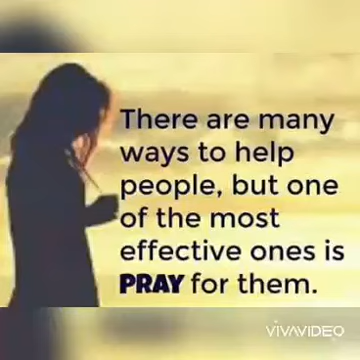 There are many
ways to help
people, but one
of the most
effective ones is
PRAY for them.
VIVAVIDEO